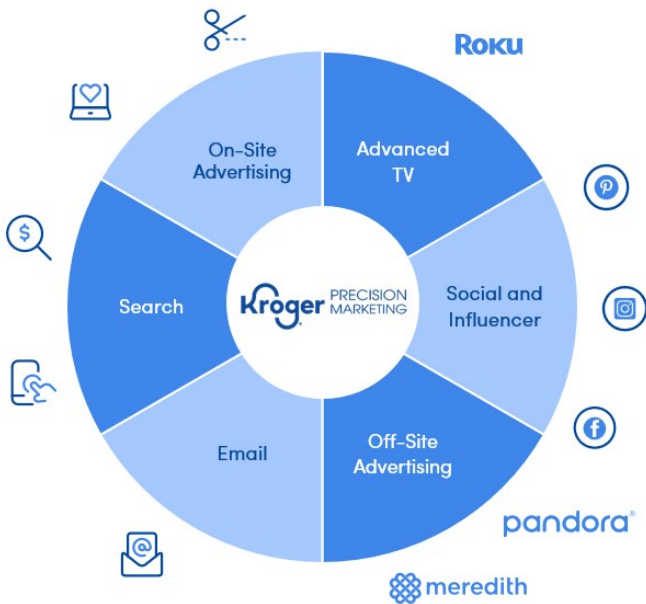 Roku
On-Site
Advertising
Advanced
TV
Search
Kroger PRECISION
MARKETING
Social and
Influencer
Email
Off-Site
Advertising
pandora®
meredith